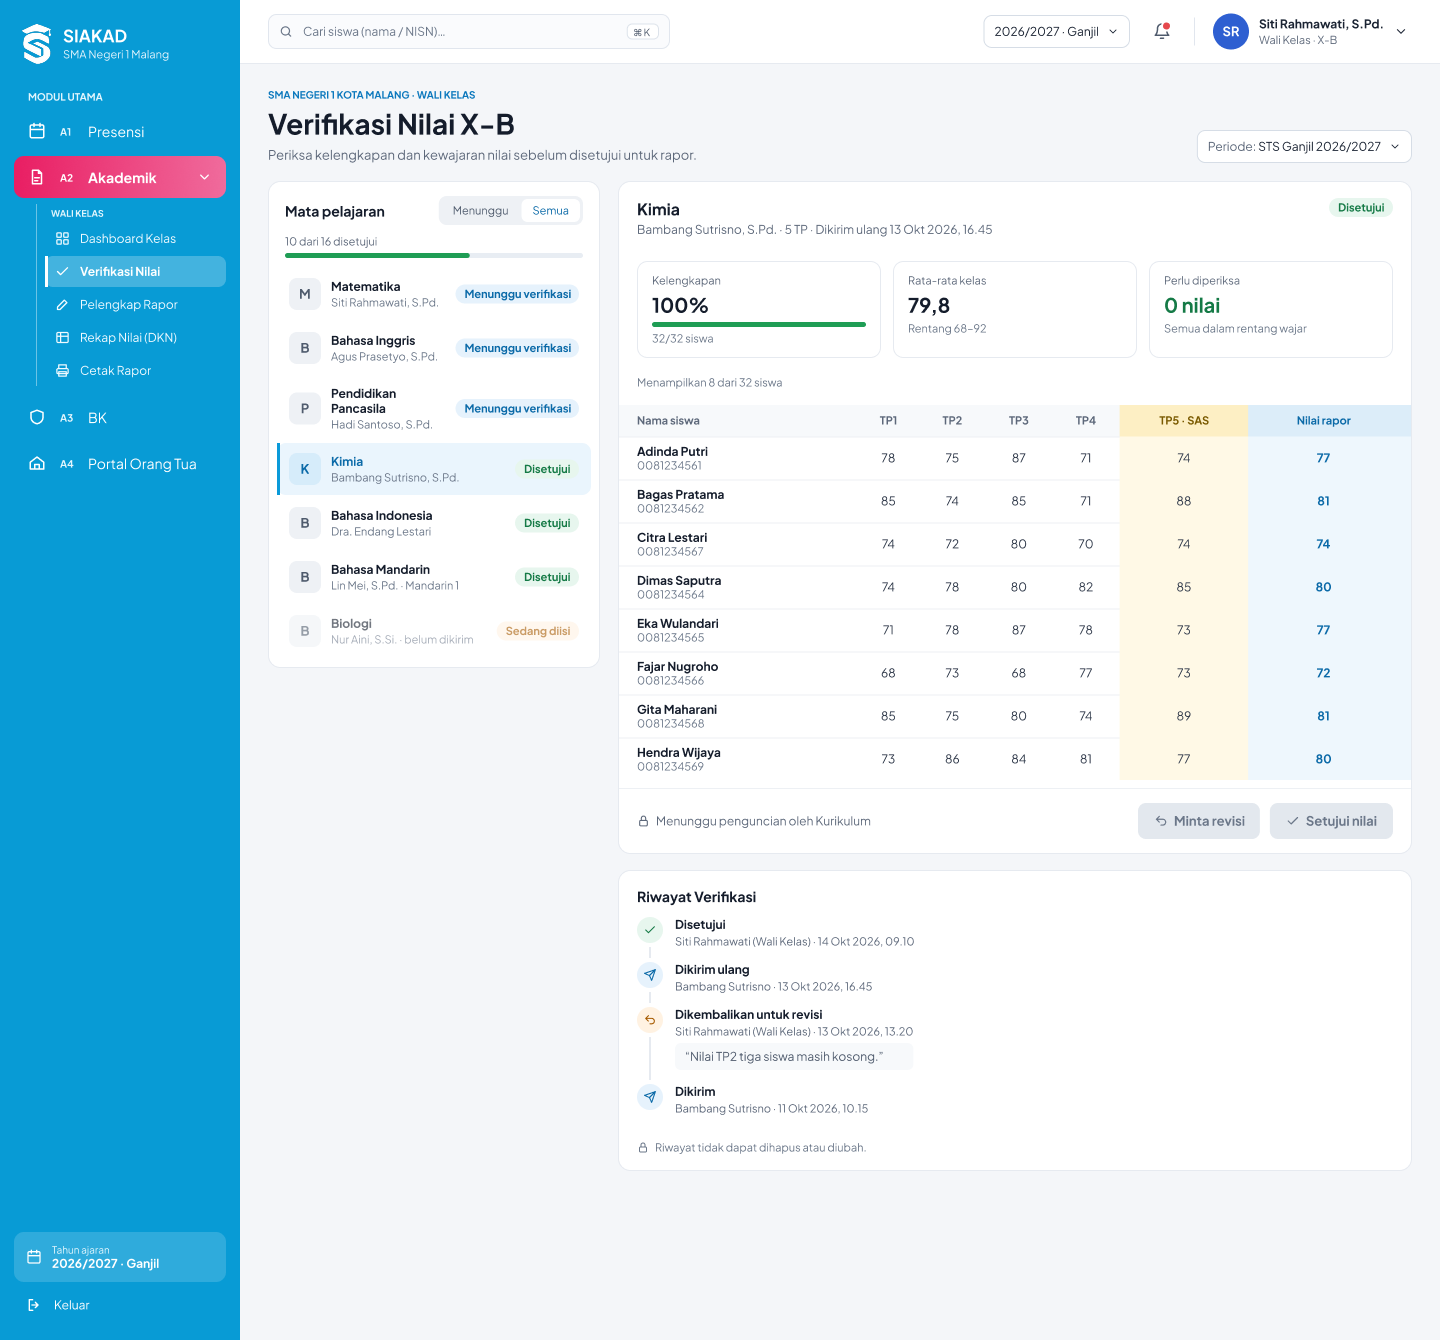 SIAKAD
SMA Negeri 1 Malang
MODUL UTAMA
A1 Presensi
A2 Akademik
WALI KELAS
Dashboard Kelas
Verifikasi Nilai
Pelengkap Rapor
Rekap Nilai (DKN)
Cetak Rapor
A3 BK
A4 Portal Orang Tua
Tahun ajaran
2026/2027 · Ganjil
Keluar
Cari siswa (nama / NISN)... ⌘K
2026/2027 · Ganjil
SR
Siti Rahmawati, S.Pd.
Wali Kelas · X-B
SMA NEGERI 1 KOTA MALANG · WALI KELAS
Verifikasi Nilai X-B
Periksa kelengkapan dan kewajaran nilai sebelum disetujui untuk rapor.
Periode: STS Ganjil 2026/2027
Mata pelajaran
Menunggu Semua
10 dari 16 disetujui
M Matematika
Siti Rahmawati, S.Pd.
Menunggu verifikasi
B Bahasa Inggris
Agus Prasetyo, S.Pd.
Menunggu verifikasi
P Pendidikan
Pancasila
Hadi Santoso, S.Pd.
Menunggu verifikasi
K Kimia
Bambang Sutrisno, S.Pd.
Disetujui
B Bahasa Indonesia
Dra. Endang Lestari
Disetujui
B Bahasa Mandarin
Lin Mei, S.Pd. · Mandarin 1
Disetujui
B Biologi
Nur Aini, S.Si. · belum dikirim
Sedang diisi
Kimia
Bambang Sutrisno, S.Pd. · 5 TP · Dikirim ulang 13 Okt 2026, 16.45
Disetujui
Kelengkapan
100%
32/32 siswa
Rata-rata kelas
79,8
Rentang 68–92
Perlu diperiksa
0 nilai
Semua dalam rentang wajar
Menampilkan 8 dari 32 siswa
Nama siswa TP1 TP2 TP3 TP4 TP5 · SAS Nilai rapor
Adinda Putri
0081234561
78 75 87 71 74 77
Bagas Pratama
0081234562
85 74 85 71 88 81
Citra Lestari
0081234567
74 72 80 70 74 74
Dimas Saputra
0081234564
74 78 80 82 85 80
Eka Wulandari
0081234565
71 78 87 78 73 77
Fajar Nugroho
0081234566
68 73 68 77 73 72
Gita Maharani
0081234568
85 75 80 74 89 81
Hendra Wijaya
0081234569
73 86 84 81 77 80
Menunggu penguncian oleh Kurikulum
Minta revisi
Setujui nilai
Riwayat Verifikasi
Disetujui
Siti Rahmawati (Wali Kelas) · 14 Okt 2026, 09.10
Dikirim ulang
Bambang Sutrisno · 13 Okt 2026, 16.45
Dikembalikan untuk revisi
Siti Rahmawati (Wali Kelas) · 13 Okt 2026, 13.20
“Nilai TP2 tiga siswa masih kosong.”
Dikirim
Bambang Sutrisno · 11 Okt 2026, 10.15
Riwayat tidak dapat dihapus atau diubah.